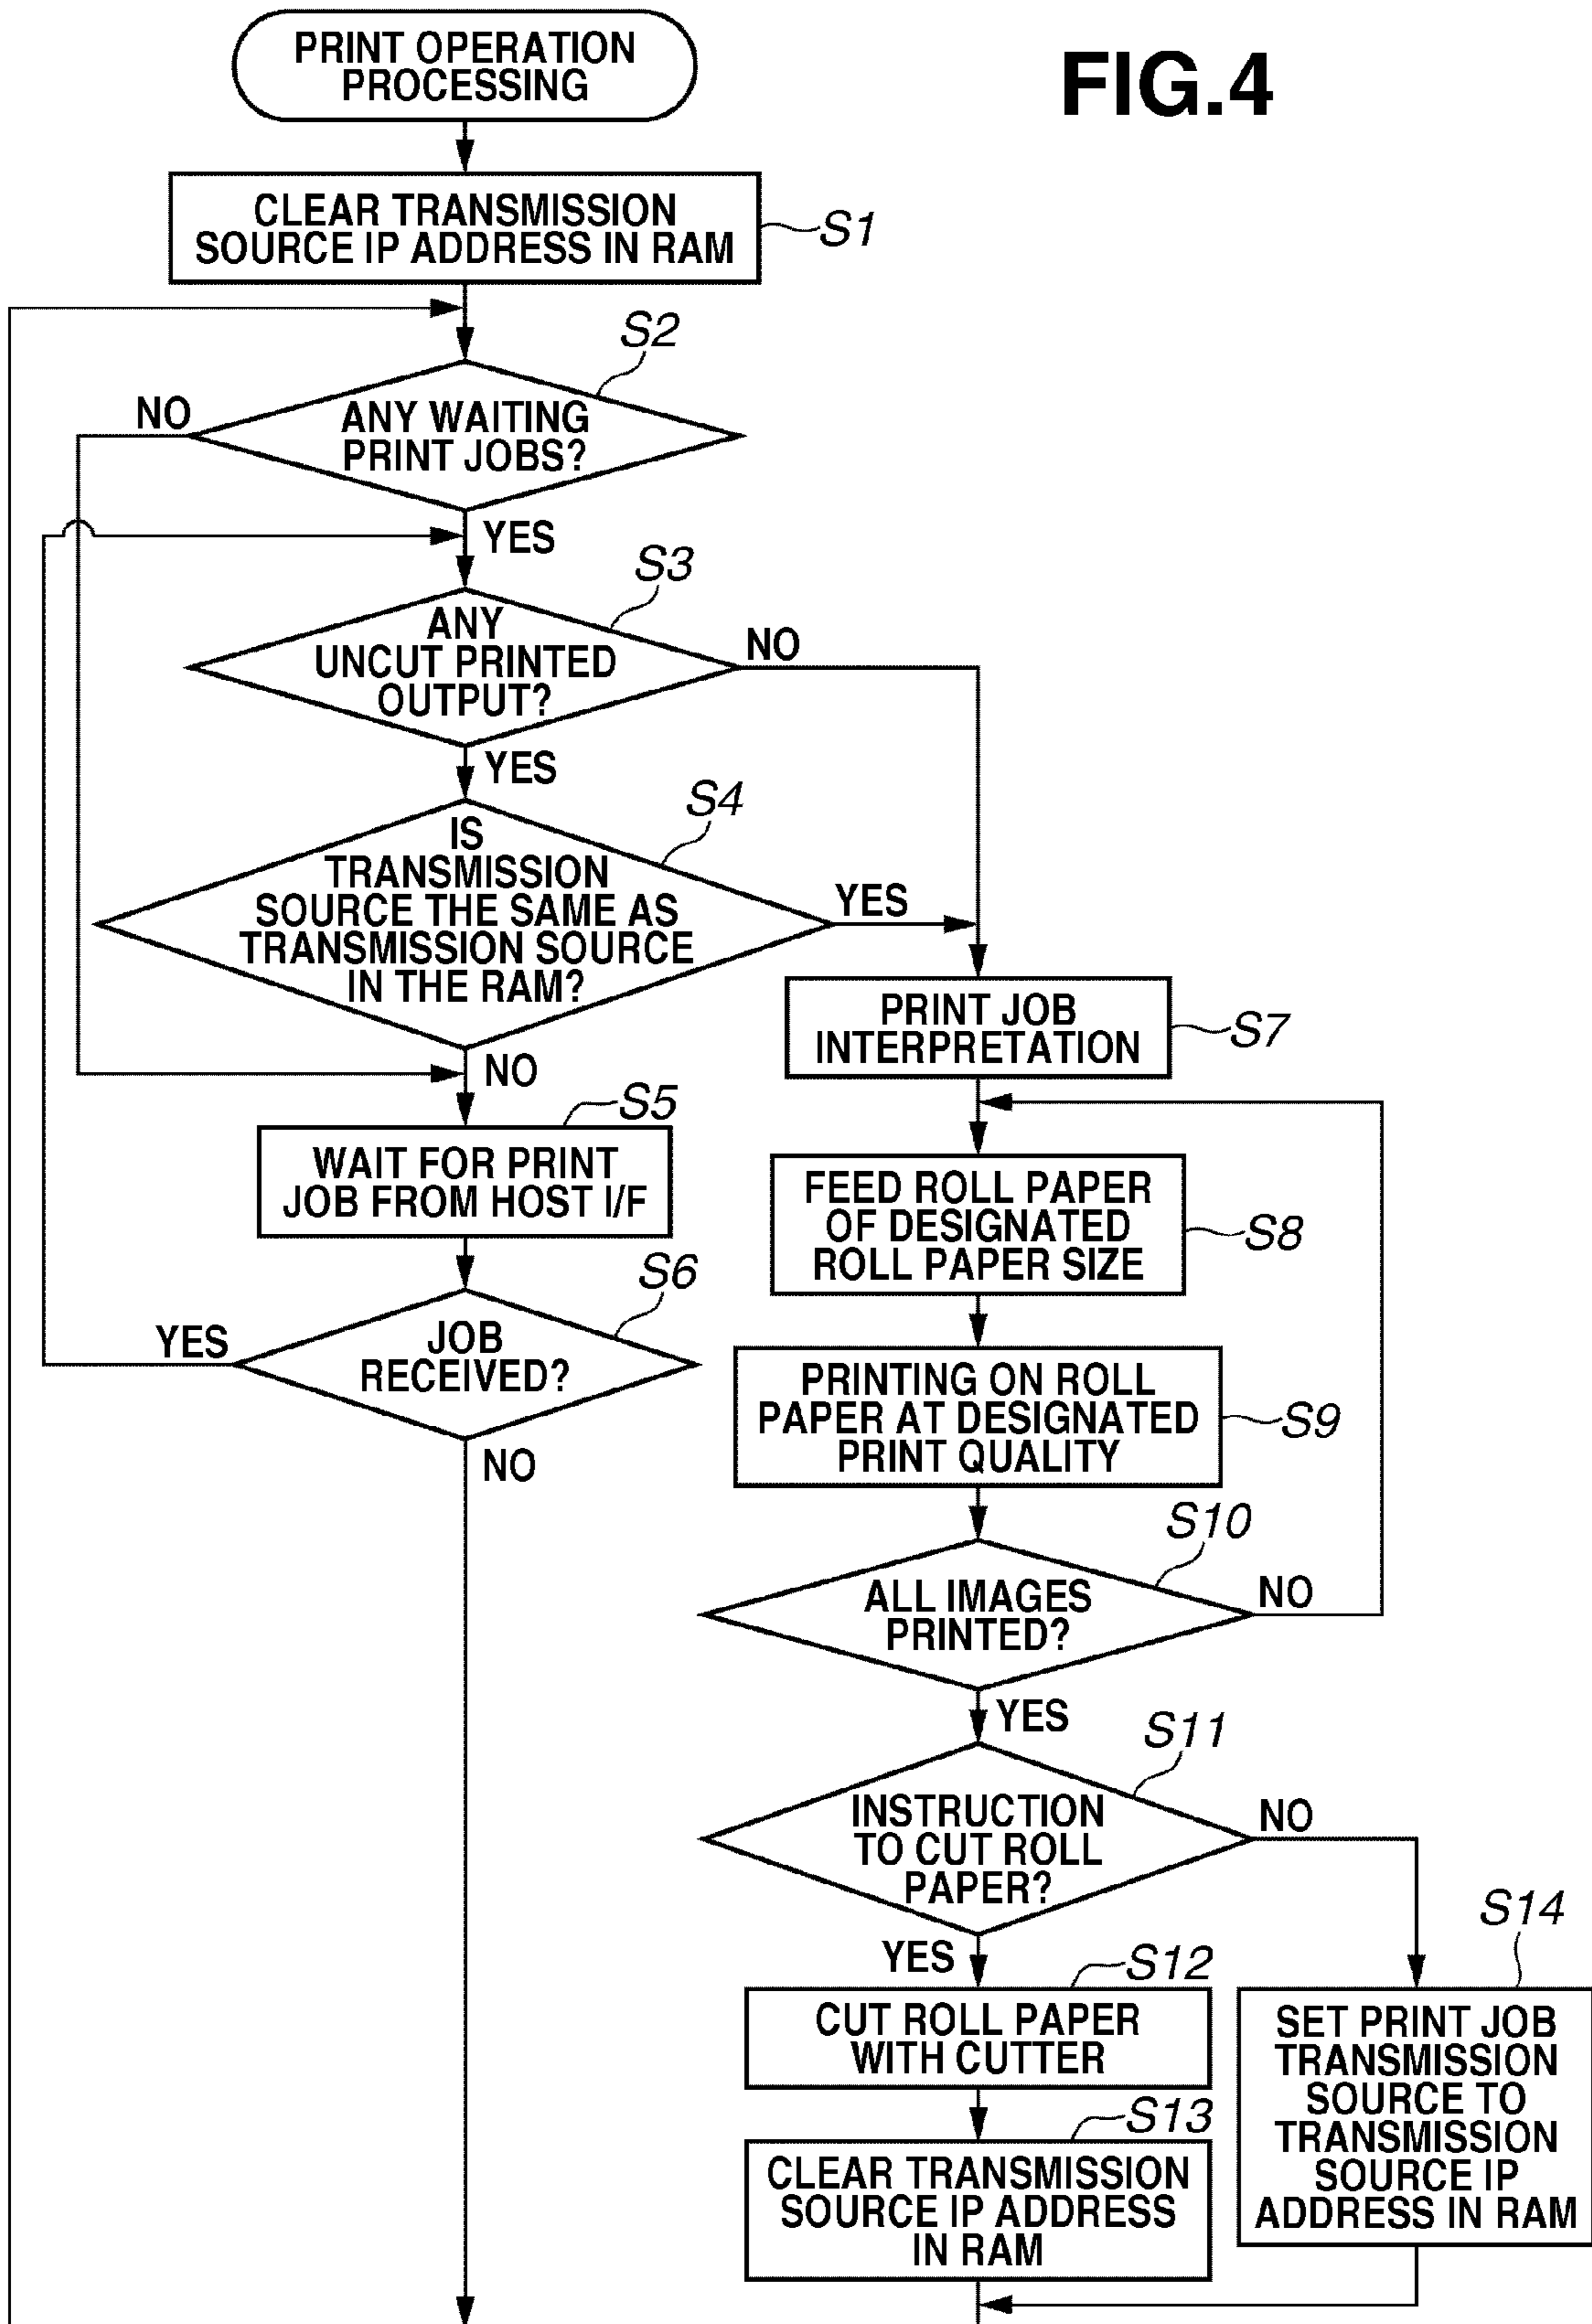 PRINT OPERATION
PROCESSING
FIG.4
CLEAR TRANSMISSION
SOURCE IP ADDRESS IN RAM
S1
S2
NO
ANY WAITING
PRINT JOBS?
YES
S3
ANY
UNCUT PRINTED
OUTPUT?
NO
YES
S4
IS
TRANSMISSION
SOURCE THE SAME AS
TRANSMISSION SOURCE
IN THE RAM?
YES
NO
PRINT JOB
INTERPRETATION
S7
S5
WAIT FOR PRINT
JOB FROM HOST I/F
FEED ROLL PAPER
OF DESIGNATED
ROLL PAPER SIZE
S8
S6
YES
JOB
RECEIVED?
NO
PRINTING ON ROLL
PAPER AT DESIGNATED
PRINT QUALITY
S9
S10
ALL IMAGES
PRINTED?
NO
YES
S11
INSTRUCTION
TO CUT ROLL
PAPER?
NO
YES
S12
CUT ROLL PAPER
WITH CUTTER
S13
CLEAR TRANSMISSION
SOURCE IP ADDRESS
IN RAM
S14
SET PRINT JOB
TRANSMISSION
SOURCE TO
TRANSMISSION
SOURCE IP
ADDRESS IN RAM